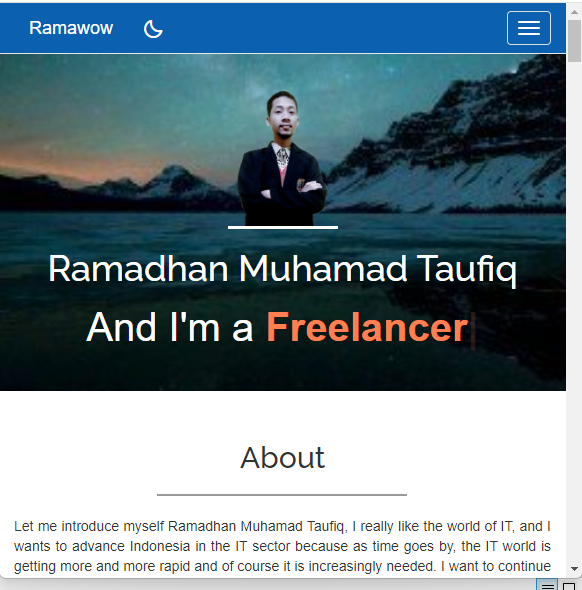 Ramawow
Ramadhan Muhamad Taufiq
And I'm a Freelancer
About
Let me introduce myself Ramadhan Muhamad Taufiq, I really like the world of IT, and I
wants to advance Indonesia in the IT sector because as time goes by, the IT world is
getting more and more rapid and of course it is increasingly needed. I want to continue